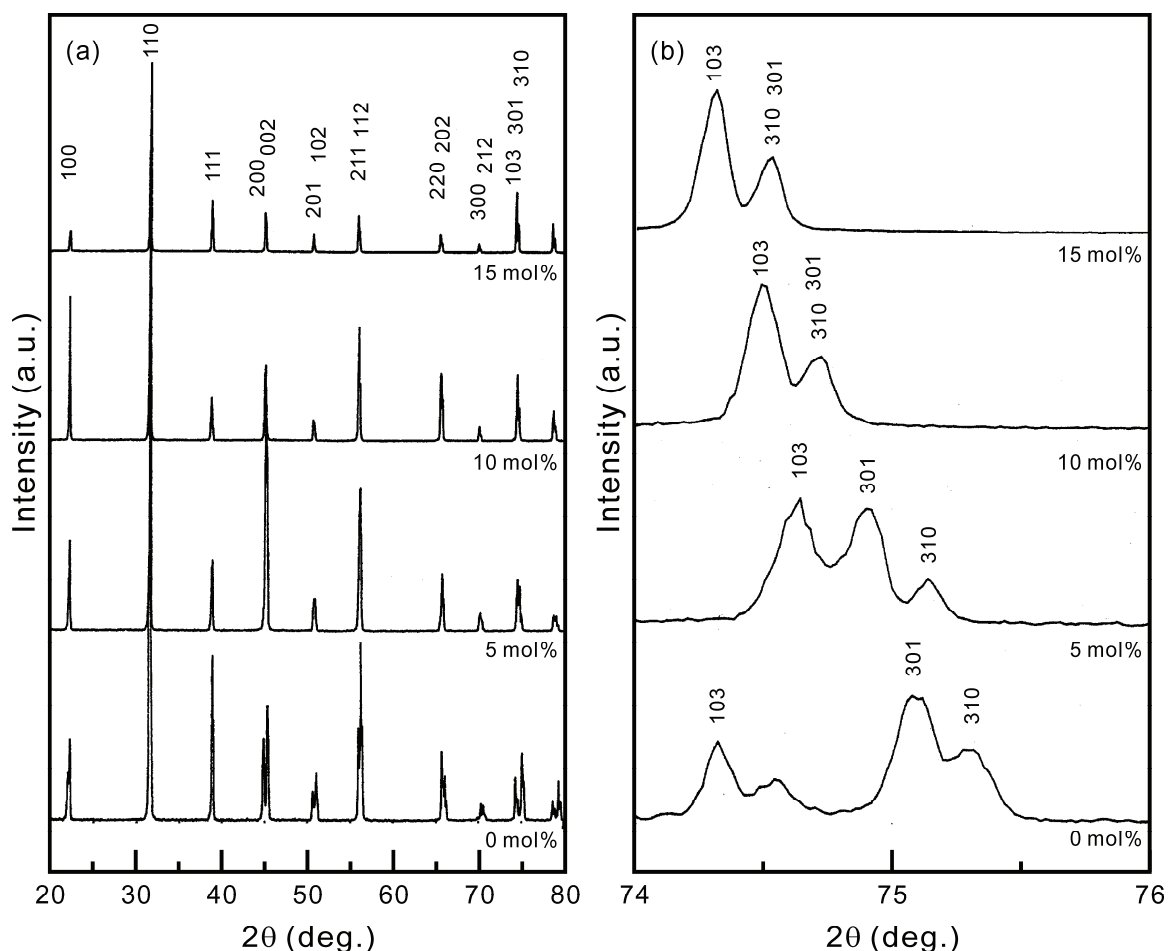 (a)
110
310
002
102
112
202
301
100
111
200
201
211
220
212
300
103
15 mol%
10 mol%
5 mol%
0 mol%
Intensity (a.u.)
20 30 40 50 60 70 80
2θ (deg.)
(b)
103
301
310
15 mol%
103
301
310
10 mol%
103
301
310
5 mol%
103
301
310
0 mol%
Intensity (a.u.)
74 75 76
2θ (deg.)